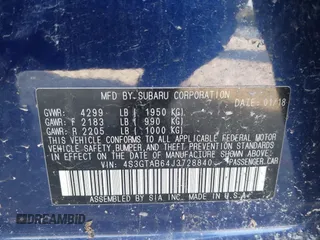 MFD BY-SUBARU CORPORATION
DATE: 01/18
GVWR: 4299 LB ( 1950 KG)
GAWR: F 2183 LB ( 990 KG)
GAWR: R 2205 LB ( 1000 KG)
THIS VEHICLE CONFORMS TO ALL APPLICABLE FEDERAL MOTOR
VEHICLE SAFETY, BUMPER, AND THEFT PREVENTION STANDARDS
IN EFFECT ON THE DATE OF MANUFACTURE SHOWN ABOVE.
VIN: 4S3GTAB64J3728840 PASSENGER CAR
ASSEMBLED BY SIA INC. MADE IN U.S.A.
DREAMBID